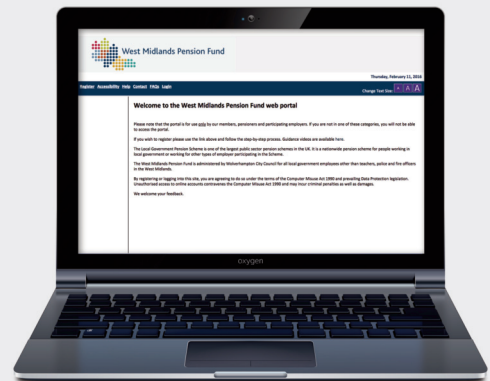 West Midlands Pension Fund
Thursday, February 11, 2016
Register Accessibility Help Contact FAQs Login
Change Text Size: A A A
Welcome to the West Midlands Pension Fund web portal
Please note that the portal is for use only by our members, pensioners and participating employers. If you are not in one of these categories, you will not be able
to access the portal.
If you wish to register please use the link above and follow the step-by-step process. Guidance videos are available here.
The Local Government Pension Scheme is one of the largest public sector pension schemes in the UK. It is a nationwide pension scheme for people working in
local government or working for other types of employer participating in the Scheme.
The West Midlands Pension Fund is administered by Wolverhampton City Council for all local government employees other than teachers, police and fire officers
in the West Midlands.
By registering or logging into this site, you are agreeing to do so under the terms of the Computer Misuse Act 1990 and prevailing Data Protection legislation.
Unauthorised access to online accounts contravenes the Computer Misuse Act 1990 and may incur criminal penalties as well as damages.
We welcome your feedback.
oxygen